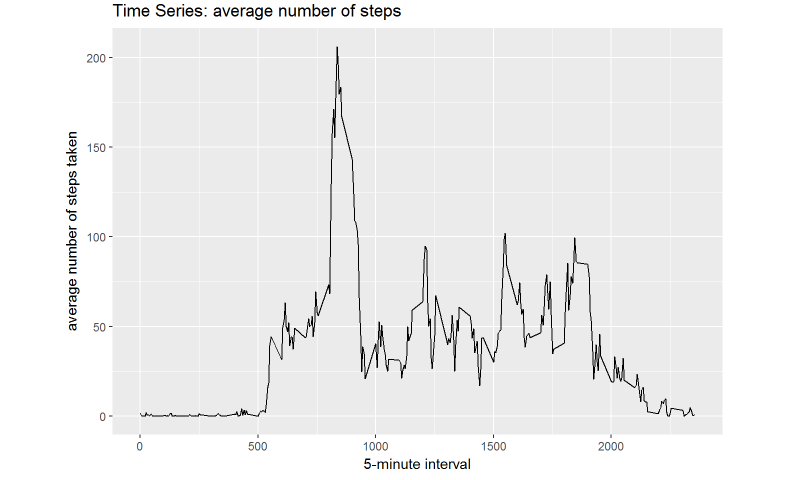 Time Series: average number of steps
average number of steps taken
200
150
100
50
0
0 500 1000 1500 2000
5-minute interval